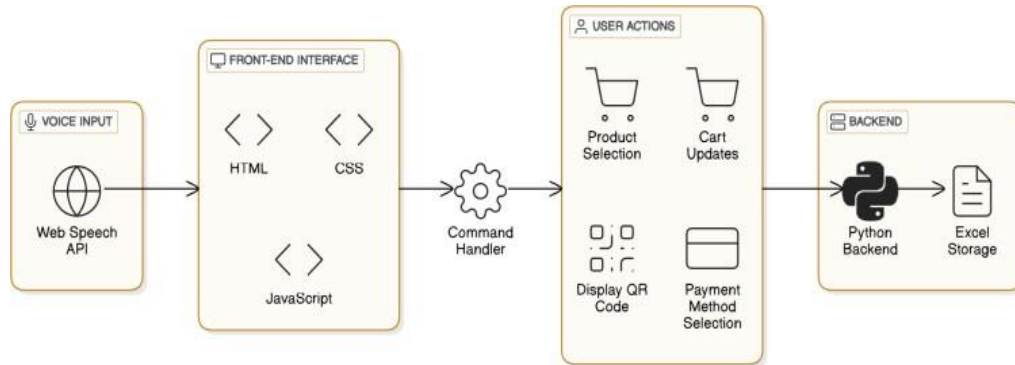 VOICE INPUT
Web Speech
API
FRONT-END INTERFACE
HTML
CSS
JavaScript
Command
Handler
USER ACTIONS
Product
Selection
Cart
Updates
Display QR
Code
Payment
Method
Selection
BACKEND
Python
Backend
Excel
Storage